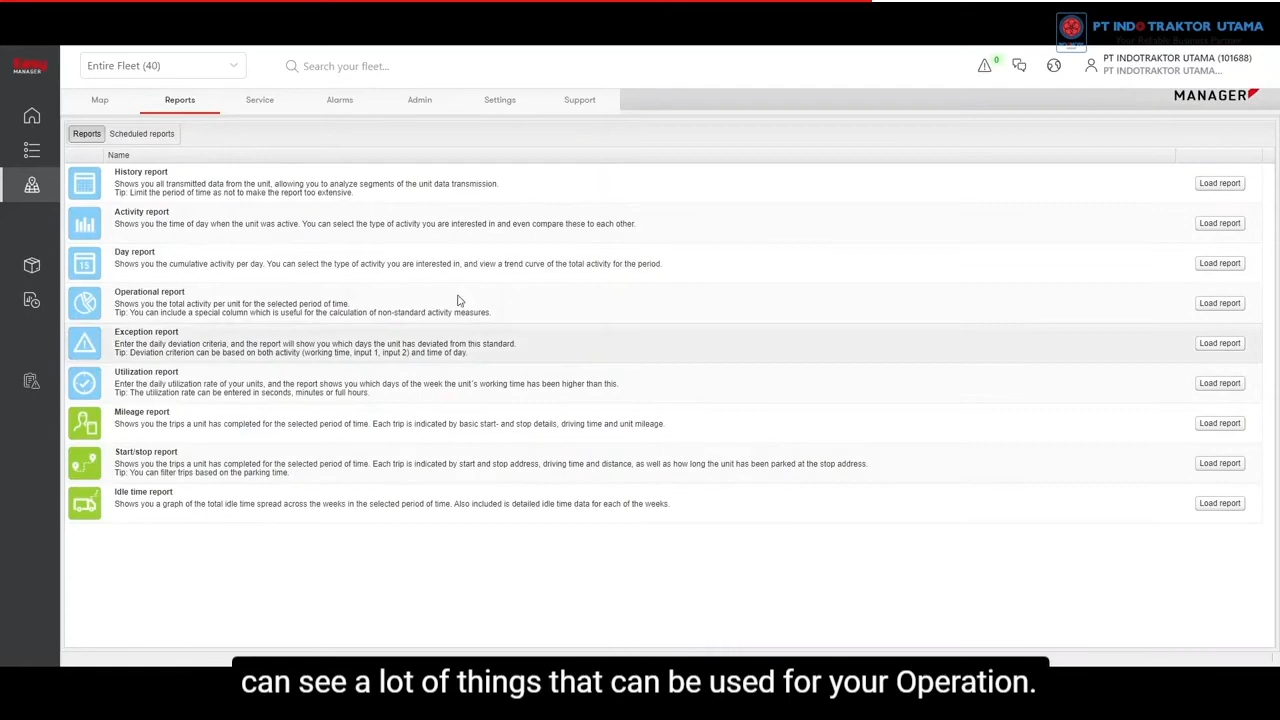 PT INDOTRAKTOR UTAMA
Your Reliable Business Partner
Easy
MANAGER
Entire Fleet (40)
Search your fleet...
0
PT INDOTRAKTOR UTAMA (101688)
PT INDOTRAKTOR UTAMA...
Map
Reports
Service
Alarms
Admin
Settings
Support
MANAGER
Reports
Scheduled reports
Name
History report
Shows you all transmitted data from the unit, allowing you to analyze segments of the unit data transmission.
Tip: Limit the period of time as not to make the report too extensive.
Load report
Activity report
Shows you the time of day when the unit was active. You can select the type of activity you are interested in and even compare these to each other.
Load report
15
Day report
Shows you the cumulative activity per day. You can select the type of activity you are interested in, and view a trend curve of the total activity for the period.
Load report
Operational report
Shows you the total activity per unit for the selected period of time.
Tip: You can include a special column which is useful for the calculation of non-standard activity measures.
Load report
Exception report
Enter the daily deviation criteria, and the report will show you which days the unit has deviated from this standard.
Tip: Deviation criterion can be based on both activity (working time, input 1, input 2) and time of day.
Load report
Utilization report
Enter the daily utilization rate of your units, and the report shows you which days of the week the unit´s working time has been higher than this.
Tip: The utilization rate can be entered in seconds, minutes or full hours.
Load report
Mileage report
Shows you the trips a unit has completed for the selected period of time. Each trip is indicated by basic start- and stop details, driving time and unit mileage.
Load report
Start/stop report
Shows you the trips a unit has completed for the selected period of time. Each trip is indicated by start and stop address, driving time and distance, as well as how long the unit has been parked at the stop address.
Tip: You can filter trips based on the parking time.
Load report
Idle time report
Shows you a graph of the total idle time spread across the weeks in the selected period of time. Also included is detailed idle time data for each of the weeks.
Load report
can see a lot of things that can be used for your Operation.